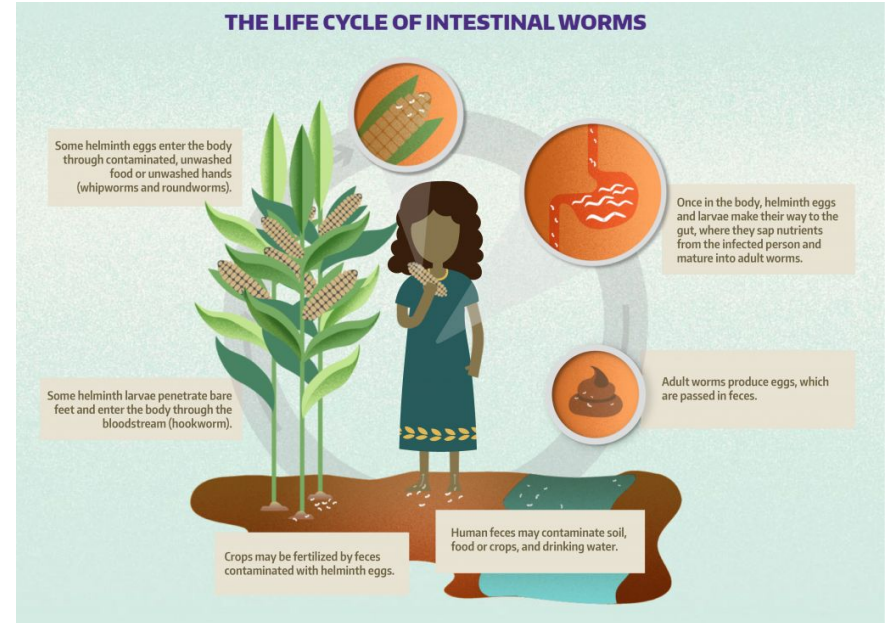 THE LIFE CYCLE OF INTESTINAL WORMS
Some helminth eggs enter the body
through contaminated, unwashed
food or unwashed hands
(whipworms and roundworms).
Once in the body, helminth eggs
and larvae make their way to the
gut, where they sap nutrients
from the infected person and
mature into adult worms.
Adult worms produce eggs, which
are passed in feces.
Some helminth larvae penetrate bare
feet and enter the body through the
bloodstream (hookworm).
Human feces may contaminate soil,
food or crops, and drinking water.
Crops may be fertilized by feces
contaminated with helminth eggs.